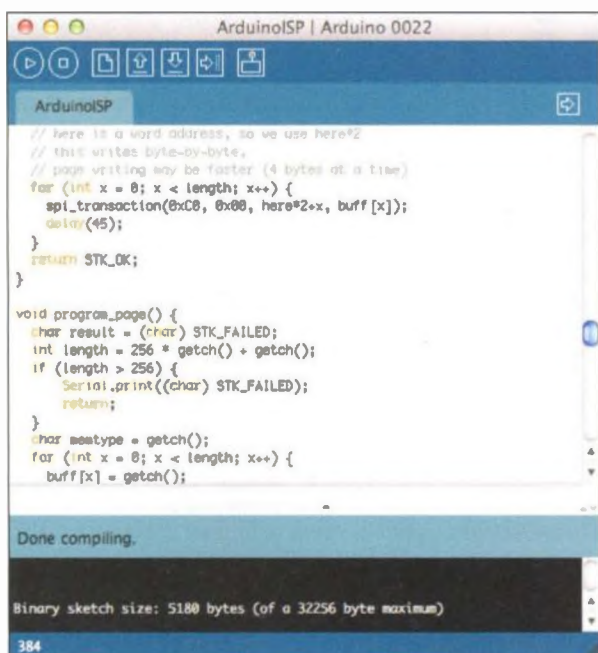 ArduinoISP | Arduino 0022
ArduinoISP
// here is a word address, so we use here*2
// this writes byte-by-byte,
// page writing may be faster (4 bytes at a time)
for (int x = 0; x < length; x++) {
spi_transaction(0xC0, 0x00, here*2+x, buff[x]);
delay(45);
}
return STK_OK;
}
void program_page() {
char result = (char) STK_FAILED;
int length = 256 * getch() + getch();
if (length > 256) {
Serial.print((char) STK_FAILED);
return;
}
char memtype = getch();
for (int x = 0; x < length; x++) {
buff[x] = getch();
Done compiling.
Binary sketch size: 5180 bytes (of a 32256 byte maximum)
384